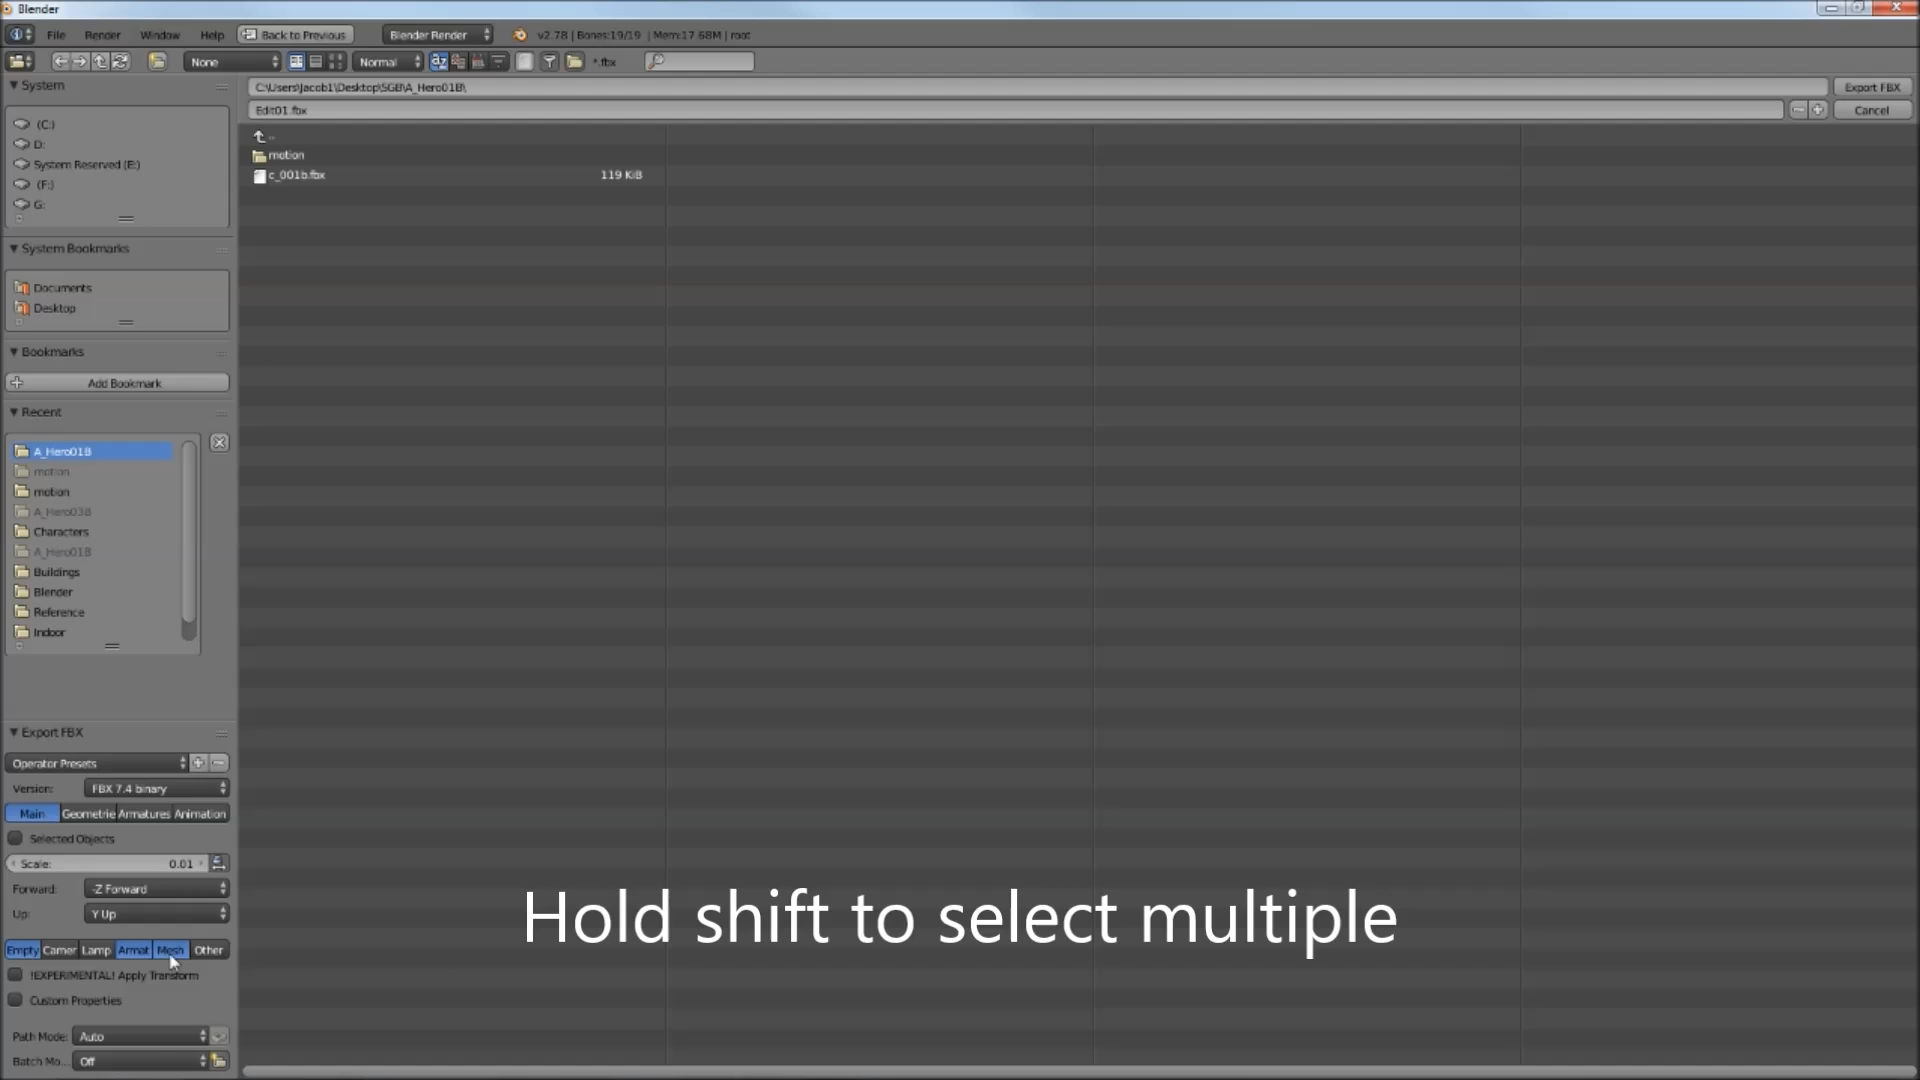 Blender
File Render Window Help Back to Previous Blender Render v2.78 | Bones:19/19 | Mem:17.68M | root
None Normal *.fbx
System
C:\Users\Jacob1\Desktop\SGB\A_Hero01B\ Export FBX
Edit01.fbx Cancel
(C:)
D:
System Reserved (E:)
(F:)
G:
..
motion
c_001b.fbx 119 KiB
System Bookmarks
Documents
Desktop
Bookmarks
Add Bookmark
Recent
A_Hero01B
motion
motion
A_Hero03B
Characters
A_Hero01B
Buildings
Blender
Reference
Indoor
Export FBX
Operator Presets
Version: FBX 7.4 binary
Main Geometrie Armatures Animation
Selected Objects
Scale: 0.01
Forward: -Z Forward
Up: Y Up
Empty Camer Lamp Armat Mesh Other
!EXPERIMENTAL! Apply Transform
Custom Properties
Path Mode: Auto
Batch Mo... Off
Hold shift to select multiple